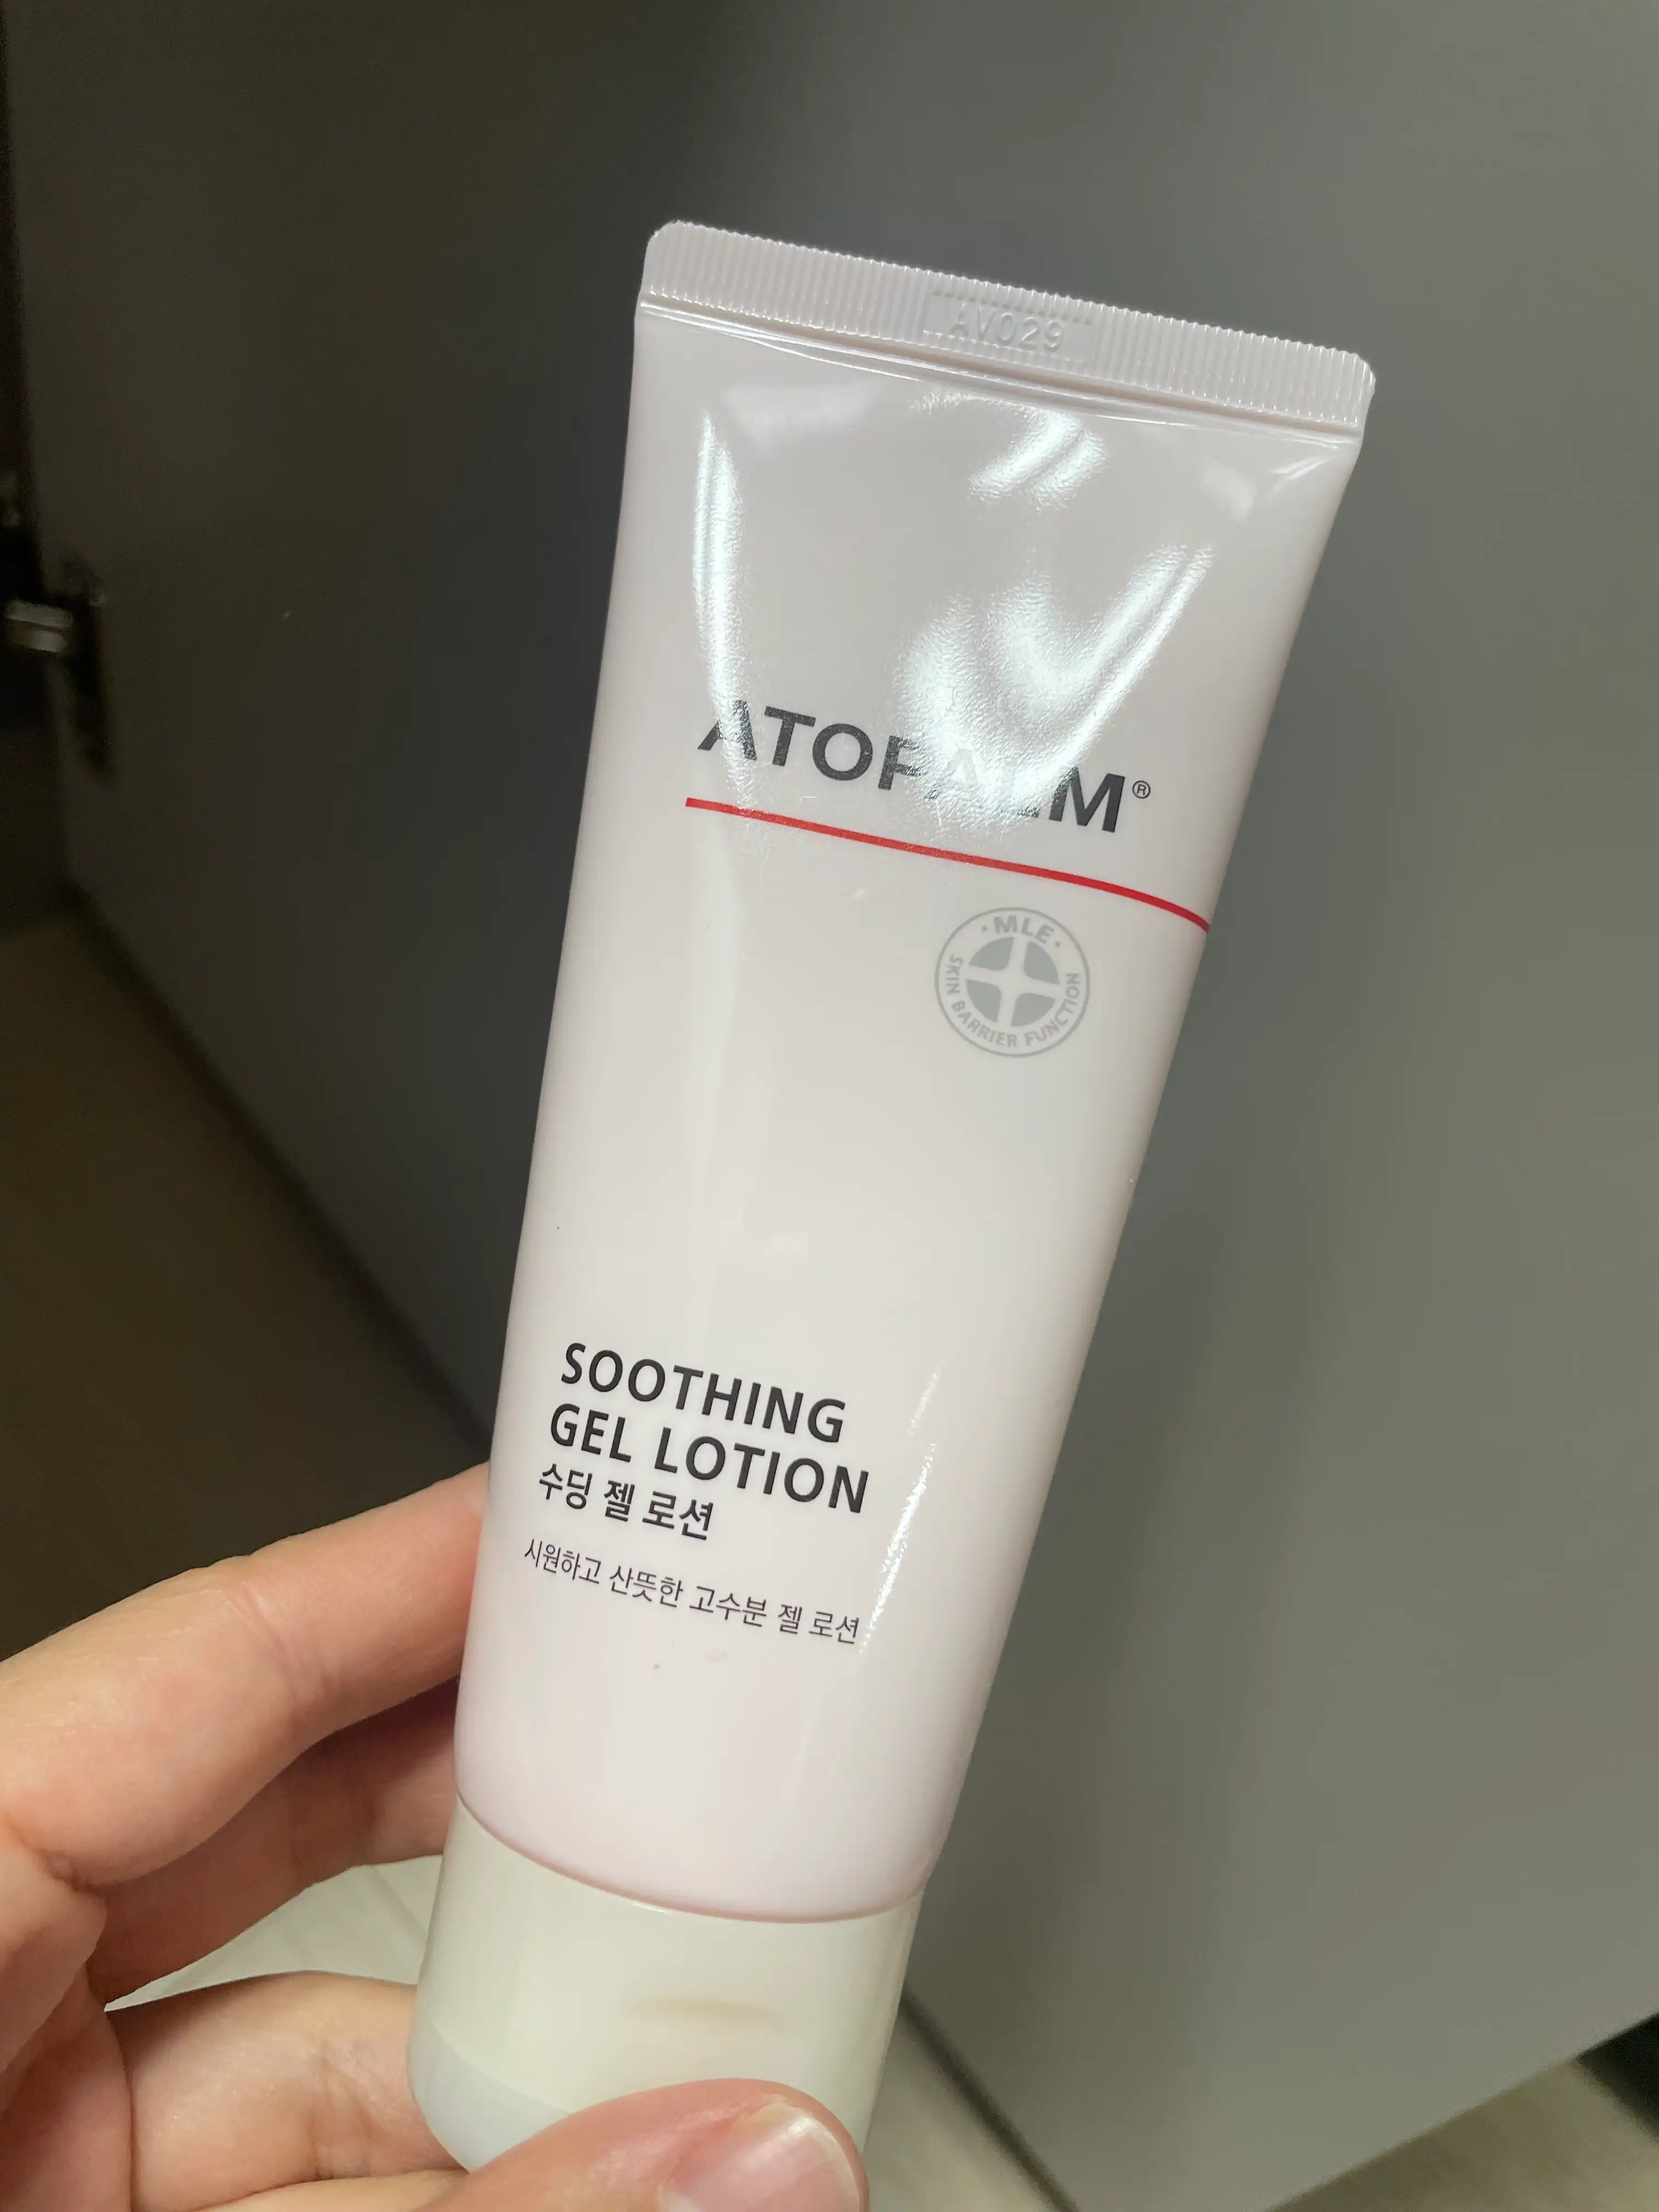 AV029
ATOPALM®
· MLE ·
SKIN BARRIER FUNCTION
SOOTHING
GEL LOTION
수딩 젤 로션
시원하고 산뜻한 고수분 젤 로션